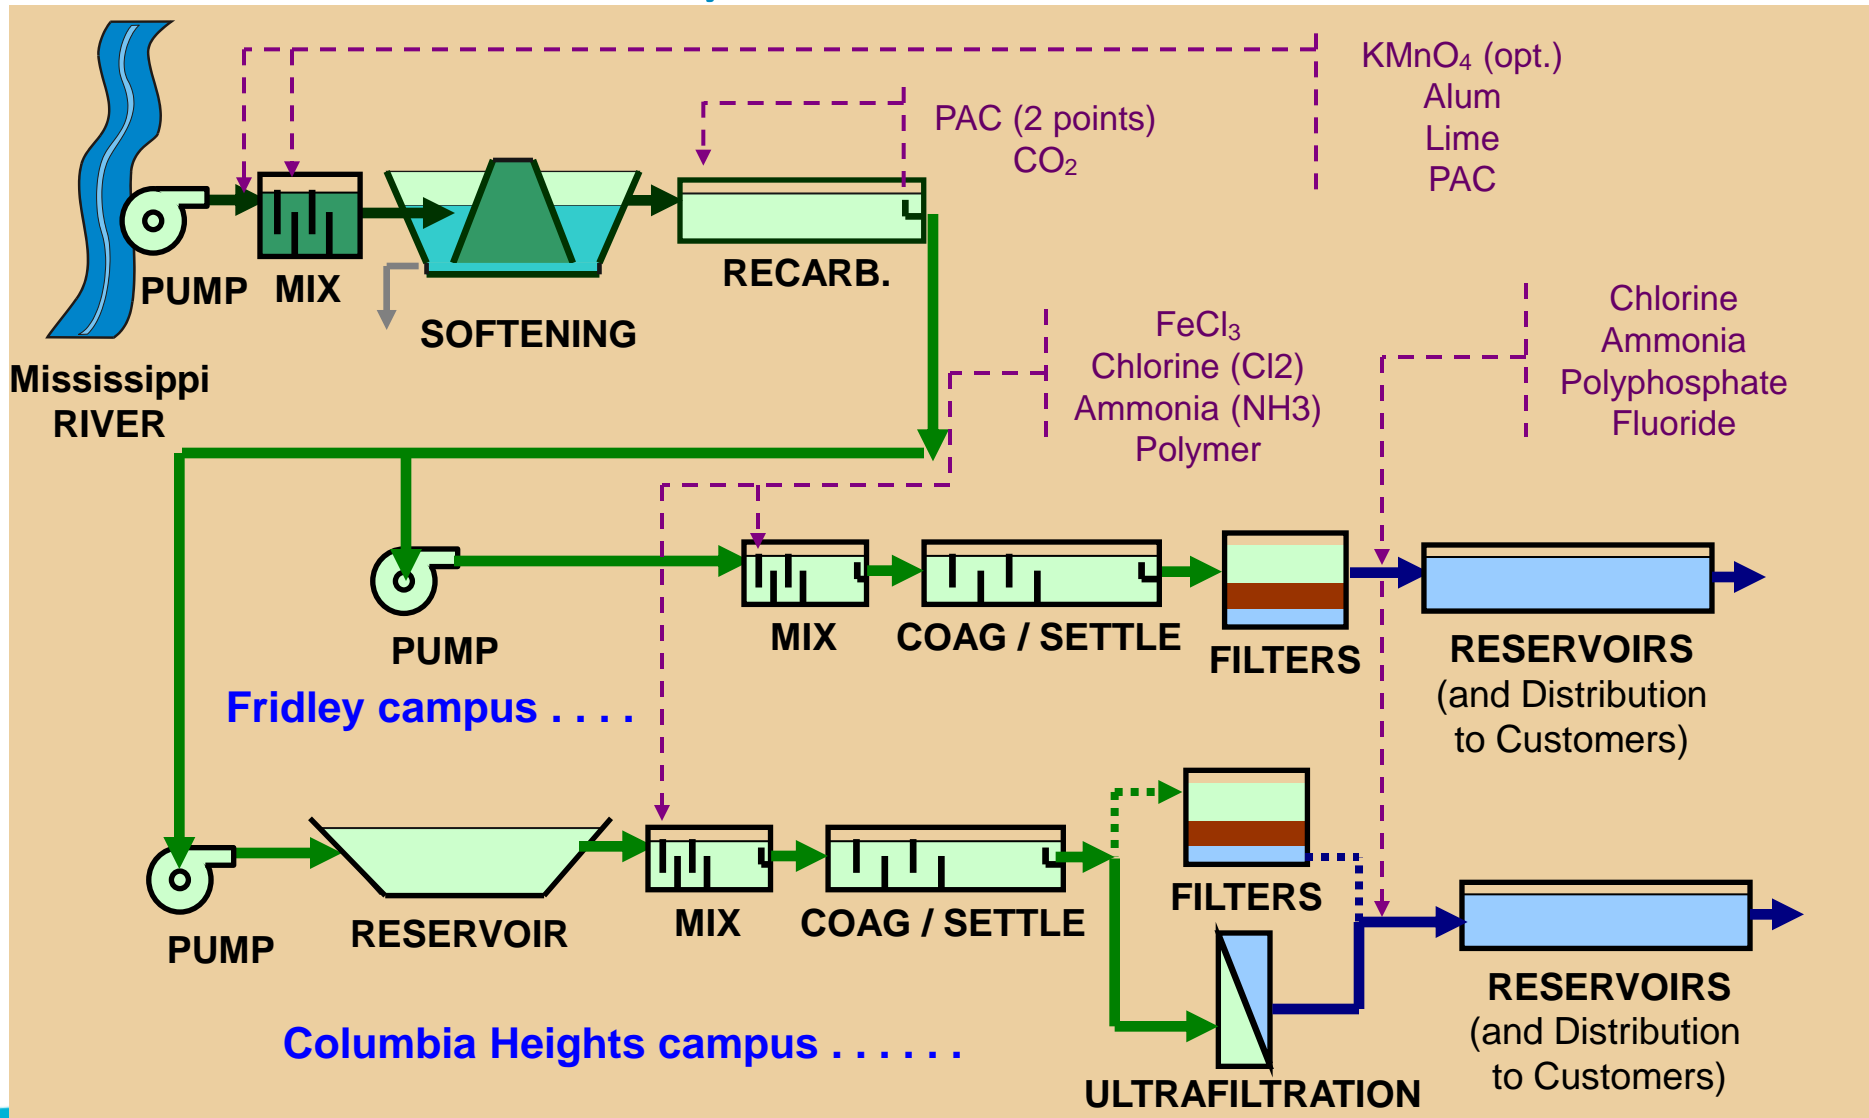 KMnO₄ (opt.)
Alum
Lime
PAC
PAC (2 points)
CO₂
PUMP
MIX
SOFTENING
RECARB.
Mississippi
RIVER
FeCl₃
Chlorine (Cl2)
Ammonia (NH3)
Polymer
Chlorine
Ammonia
Polyphosphate
Fluoride
PUMP
MIX
COAG / SETTLE
FILTERS
RESERVOIRS
(and Distribution
to Customers)
Fridley campus . . . .
PUMP
RESERVOIR
MIX
COAG / SETTLE
FILTERS
ULTRAFILTRATION
RESERVOIRS
(and Distribution
to Customers)
Columbia Heights campus . . . . . .